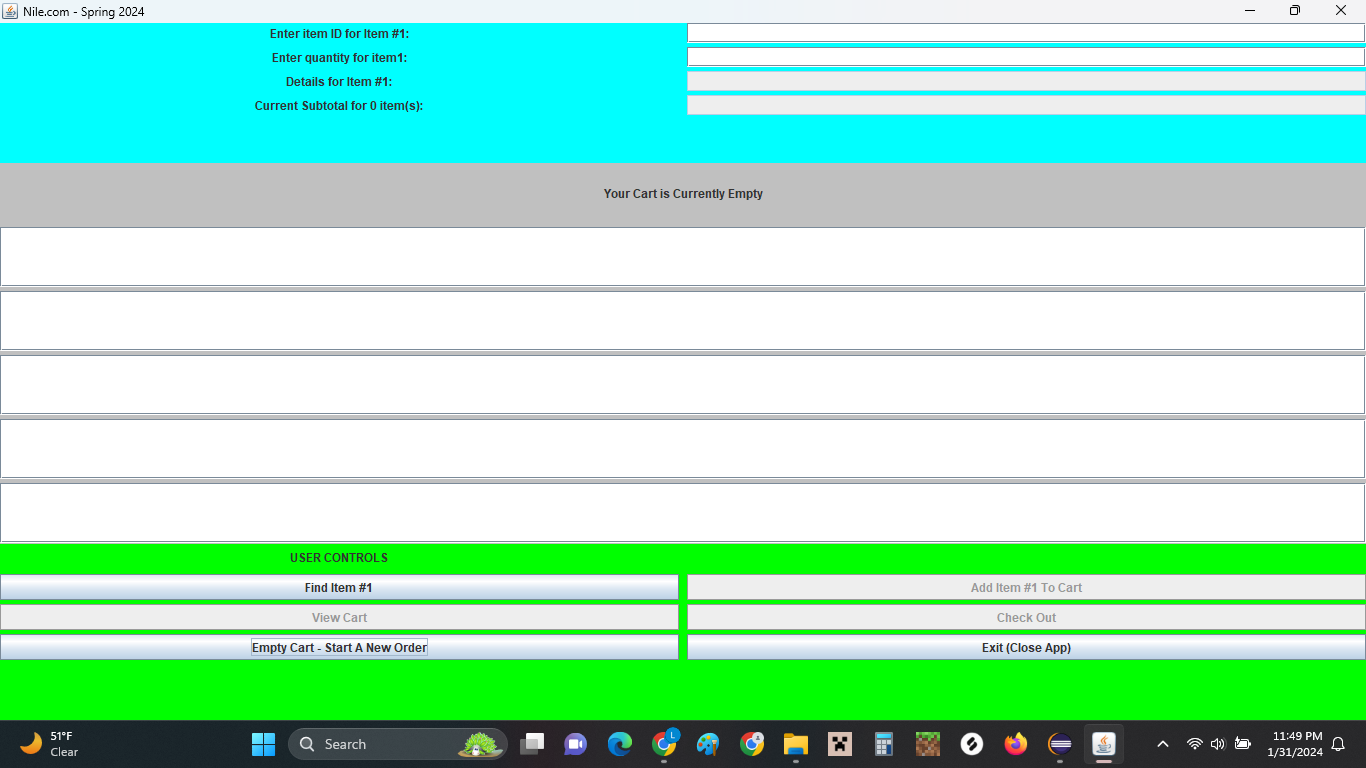 Nile.com - Spring 2024
Enter item ID for Item #1:
Enter quantity for item1:
Details for Item #1:
Current Subtotal for 0 item(s):
Your Cart is Currently Empty
USER CONTROLS
Find Item #1
Add Item #1 To Cart
View Cart
Check Out
Empty Cart - Start A New Order
Exit (Close App)
51°F
Clear
Search
L
11:49 PM
1/31/2024